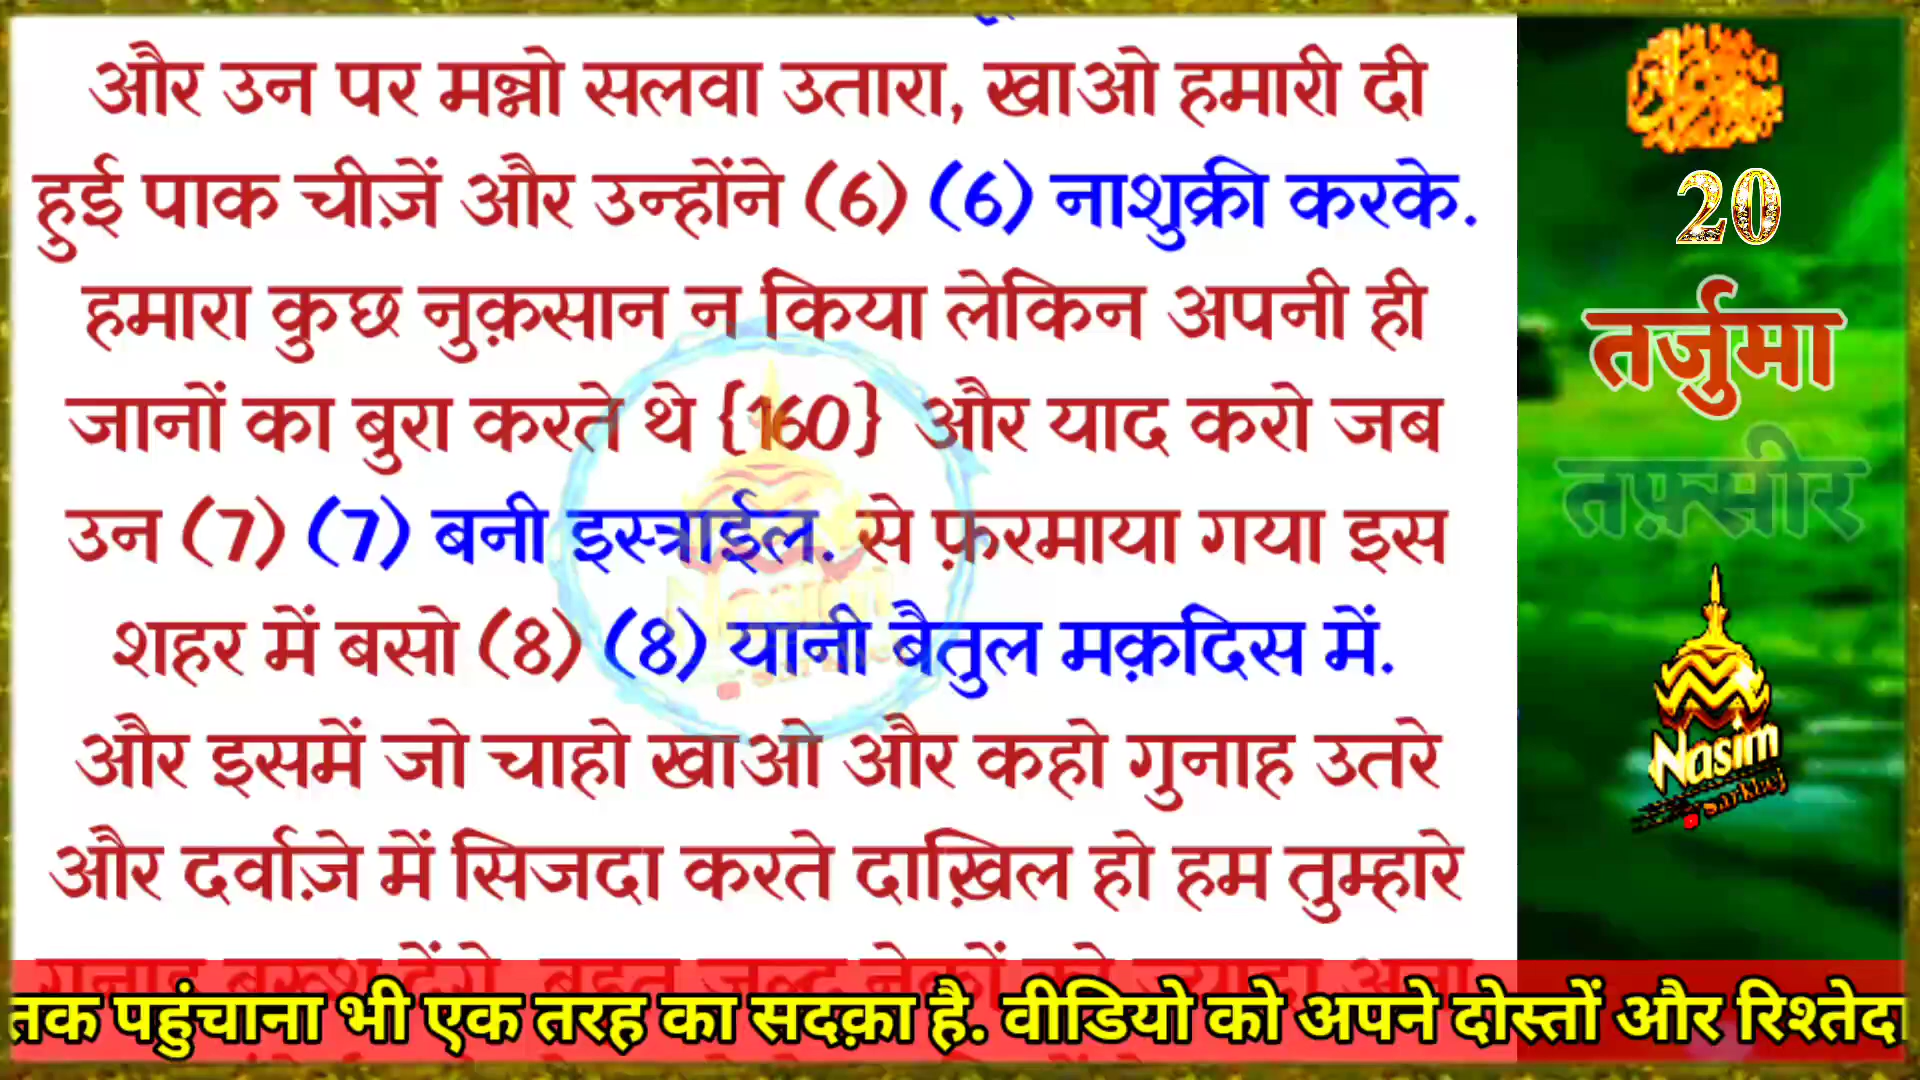 और उन पर मन्नो सलवा उतारा, खाओ हमारी दी
हुई पाक चीज़ें और उन्होंने (6) (6) नाशुक्री करके.
हमारा कुछ नुक़सान न किया लेकिन अपनी ही
जानों का बुरा करते थे {160} और याद करो जब
उन (7) (7) बनी इस्त्राईल. से फ़रमाया गया इस
शहर में बसो (8) (8) यानी बैतुल मक़दिस में.
और इसमें जो चाहो खाओ और कहो गुनाह उतरे
और दर्वाज़े में सिजदा करते दाख़िल हो हम तुम्हारे
तक पहुंचाना भी एक तरह का सदक़ा है. वीडियो को अपने दोस्तों और रिश्तेदा
20
तर्जुमा
तफ़्सीर
Nasim
sarkhej